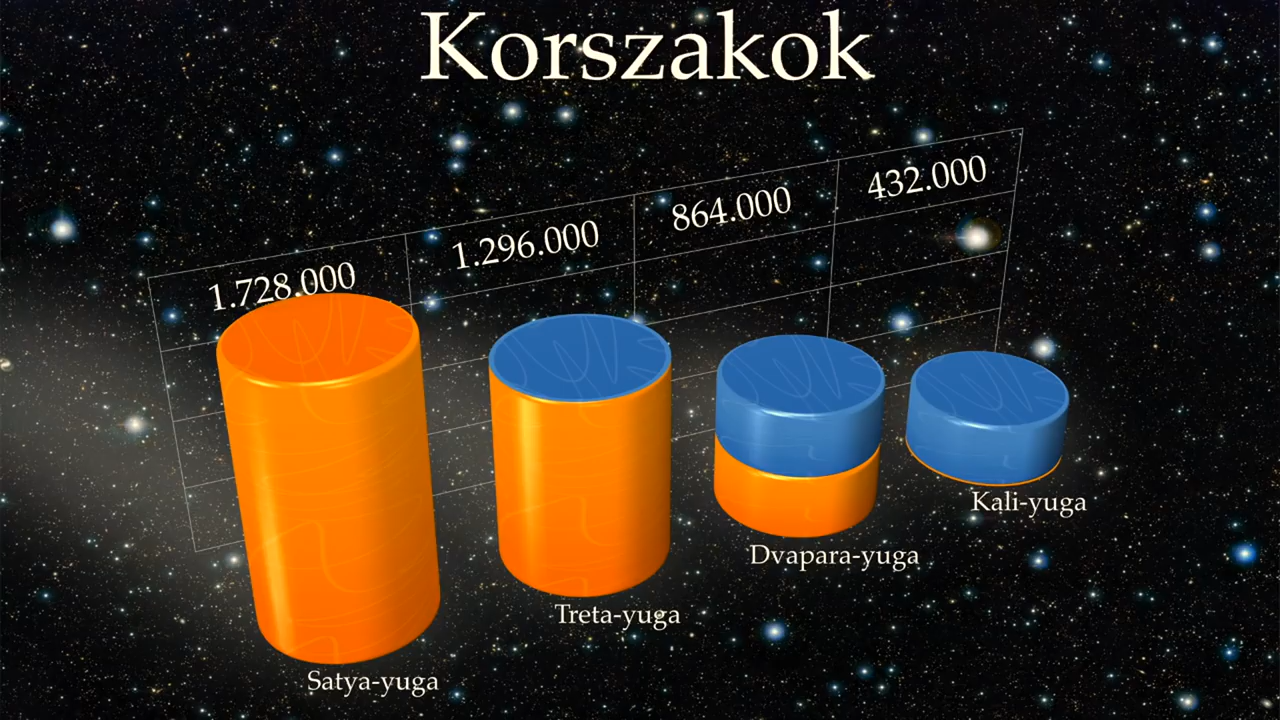 Korszakok
1.728.000
1.296.000
864.000
432.000
Satya-yuga
Treta-yuga
Dvapara-yuga
Kali-yuga